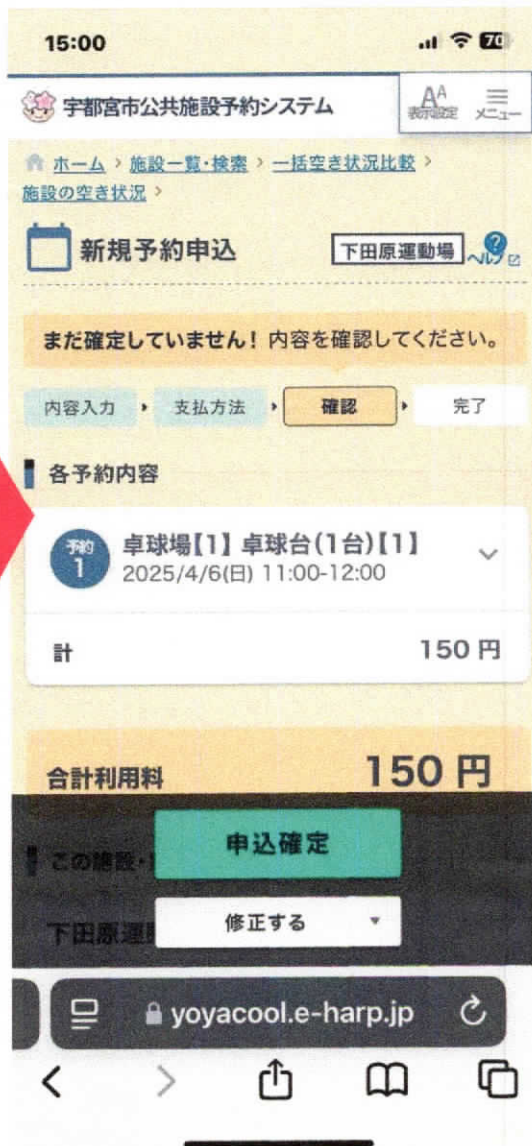 15:00
70
宇都宮市公共施設予約システム
AA
表示設定
メニュー
ホーム > 施設一覧・検索 > 一括空き状況比較 >
施設の空き状況 >
新規予約申込
下田原運動場
ヘルプ
まだ確定していません! 内容を確認してください。
内容入力
支払方法
確認
完了
各予約内容
予約
1
卓球場【1】 卓球台(1台)【1】
2025/4/6(日) 11:00-12:00
計
150 円
合計利用料
150 円
申込確定
この施設・
下田原運
修正する
yoyacool.e-harp.jp